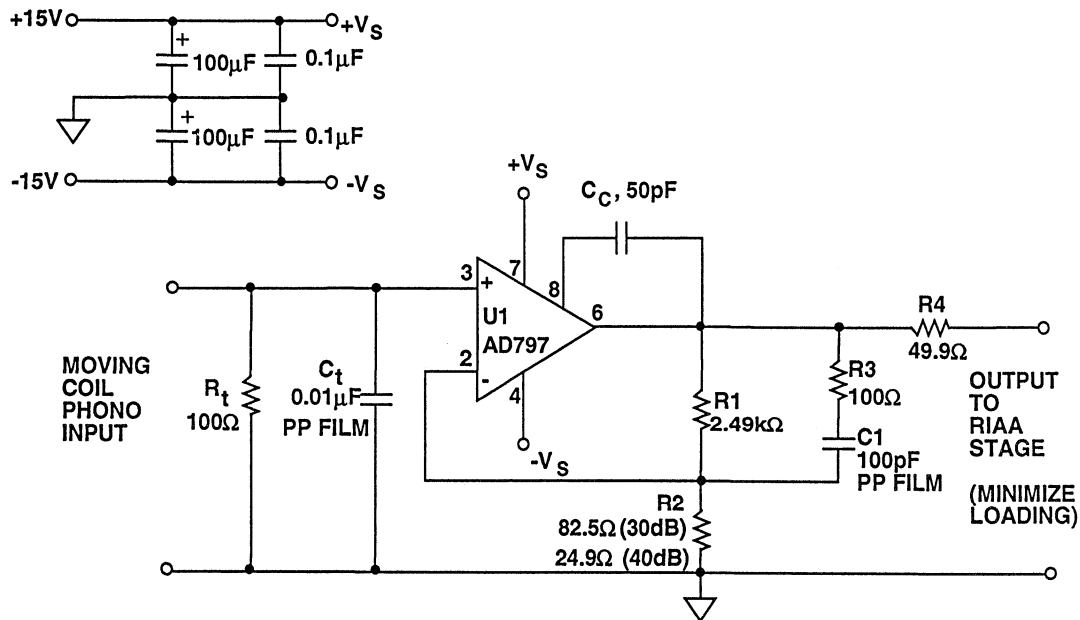 +15V
+VS
+
100µF
0.1µF
+
100µF
0.1µF
-15V
-VS
+VS
CC, 50pF
3
+
7
8
6
U1
AD797
2
-
4
-VS
MOVING
COIL
PHONO
INPUT
Rt
100Ω
Ct
0.01µF
PP FILM
R1
2.49kΩ
R2
82.5Ω (30dB)
24.9Ω (40dB)
R3
100Ω
C1
100pF
PP FILM
R4
49.9Ω
OUTPUT
TO
RIAA
STAGE
(MINIMIZE
LOADING)